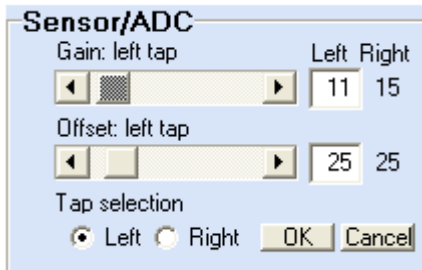 Sensor/ADC
Gain: left tap Left Right
11 15
Offset: left tap
25 25
Tap selection
Left Right OK Cancel